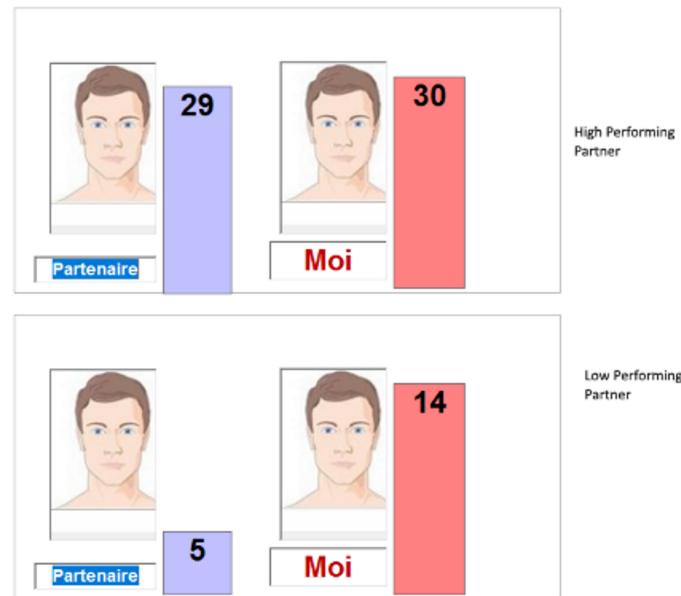 29
30
High Performing
Partner
Partenaire
Moi
14
Low Performing
Partner
5
Partenaire
Moi